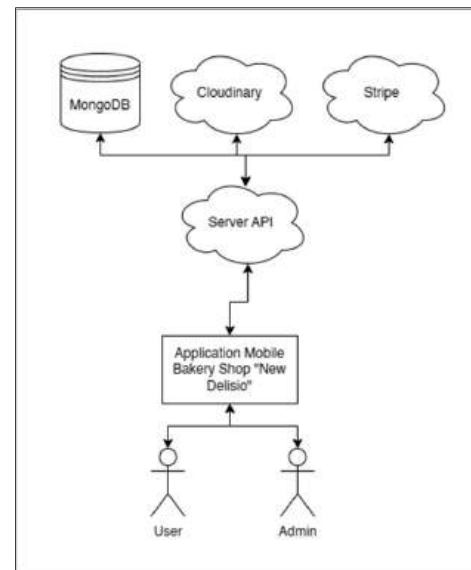 MongoDB
Cloudinary
Stripe
Server API
Application Mobile
Bakery Shop "New
Delisio"
User
Admin